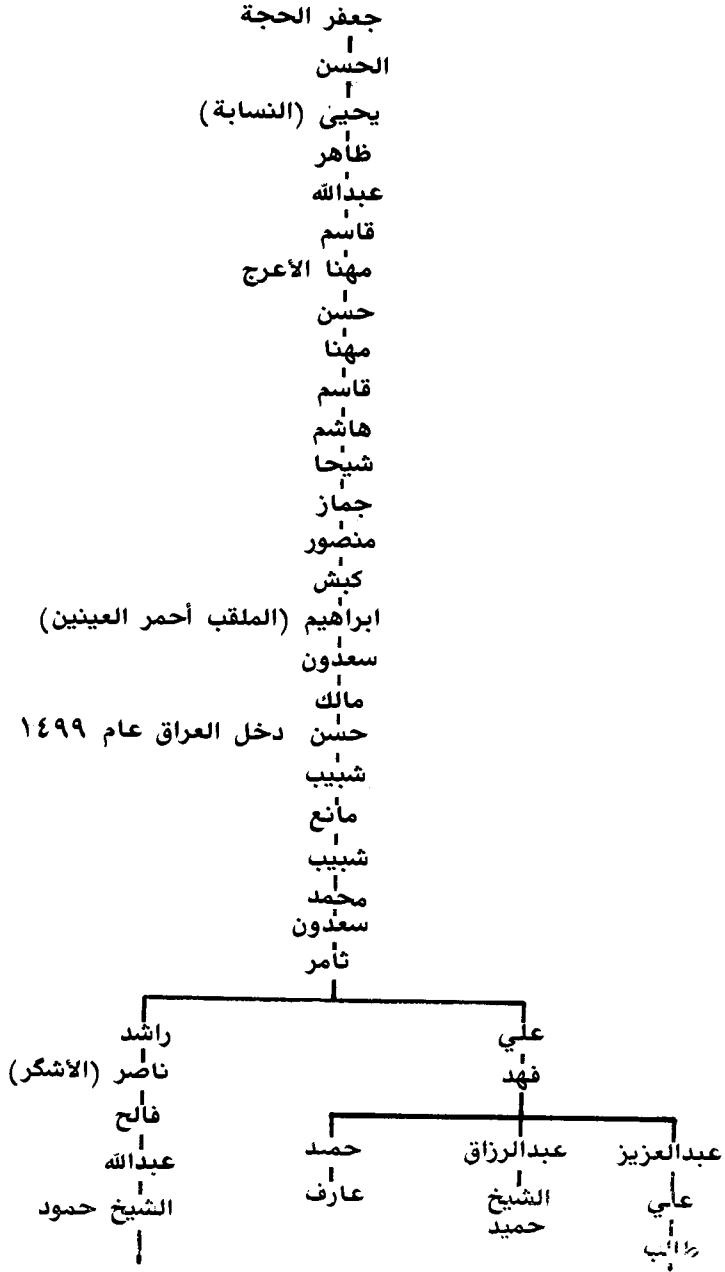 جعفر الحجة
الحسن
يحيى (النسابة)
ظاهر
عبدالله
قاسم
مهنا الأعرج
حسن
مهنا
قاسم
هاشم
شيحا
جماز
منصور
كبش
ابراهيم (الملقب أحمر العينين)
سعدون
مالك
حسن دخل العراق عام ١٤٩٩
شبيب
مانع
شبيب
محمد
سعدون
ثامر
علي راشد
فهد ناصر (الأشگر)
فالح
عبدالعزيز عبدالرزاق حمد عبدالله
علي الشيخ حميد عارف الشيخ حمود
طالب